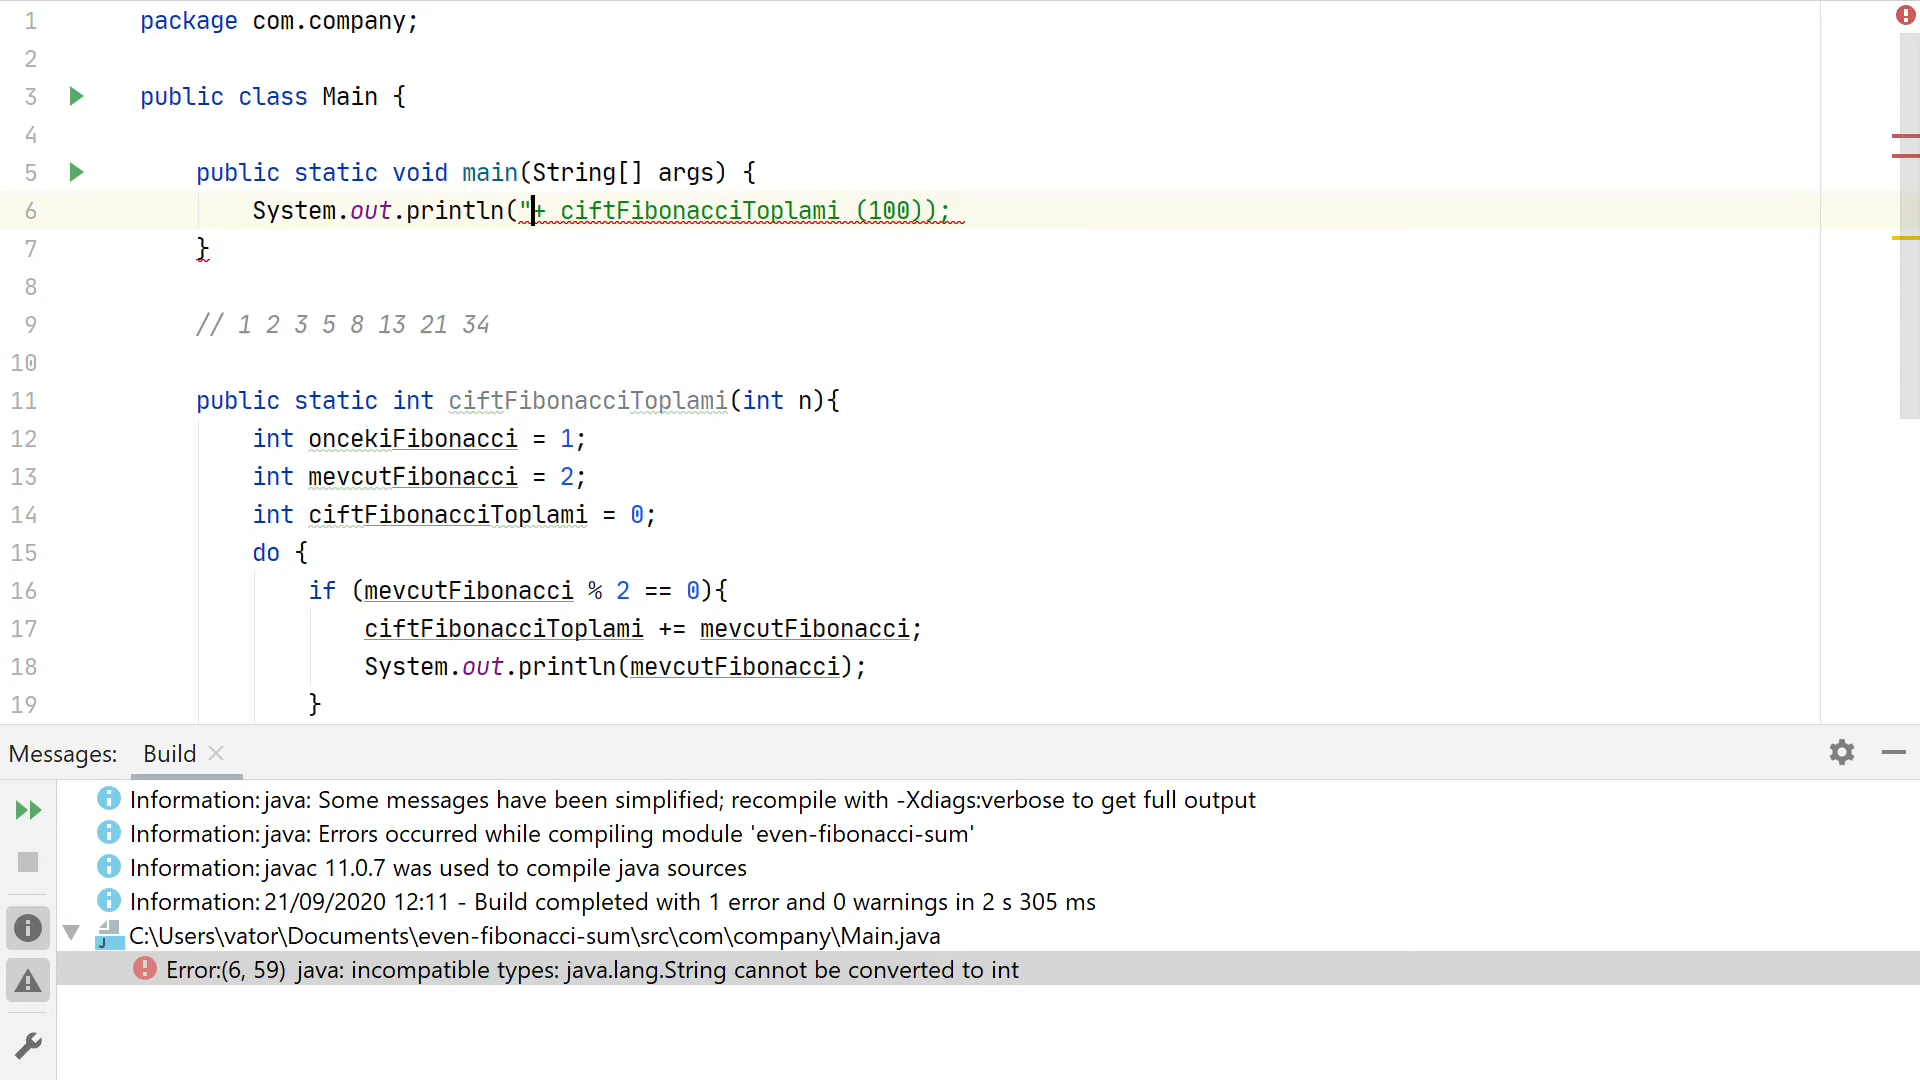 1 package com.company;
2
3 public class Main {
4
5 public static void main(String[] args) {
6 System.out.println("+ ciftFibonacciToplami (100));
7 }
8
9 // 1 2 3 5 8 13 21 34
10
11 public static int ciftFibonacciToplami(int n){
12 int oncekiFibonacci = 1;
13 int mevcutFibonacci = 2;
14 int ciftFibonacciToplami = 0;
15 do {
16 if (mevcutFibonacci % 2 == 0){
17 ciftFibonacciToplami += mevcutFibonacci;
18 System.out.println(mevcutFibonacci);
19 }
Messages: Build
Information:java: Some messages have been simplified; recompile with -Xdiags:verbose to get full output
Information:java: Errors occurred while compiling module 'even-fibonacci-sum'
Information:javac 11.0.7 was used to compile java sources
Information:21/09/2020 12:11 - Build completed with 1 error and 0 warnings in 2 s 305 ms
C:\Users\vator\Documents\even-fibonacci-sum\src\com\company\Main.java
Error:(6, 59) java: incompatible types: java.lang.String cannot be converted to int